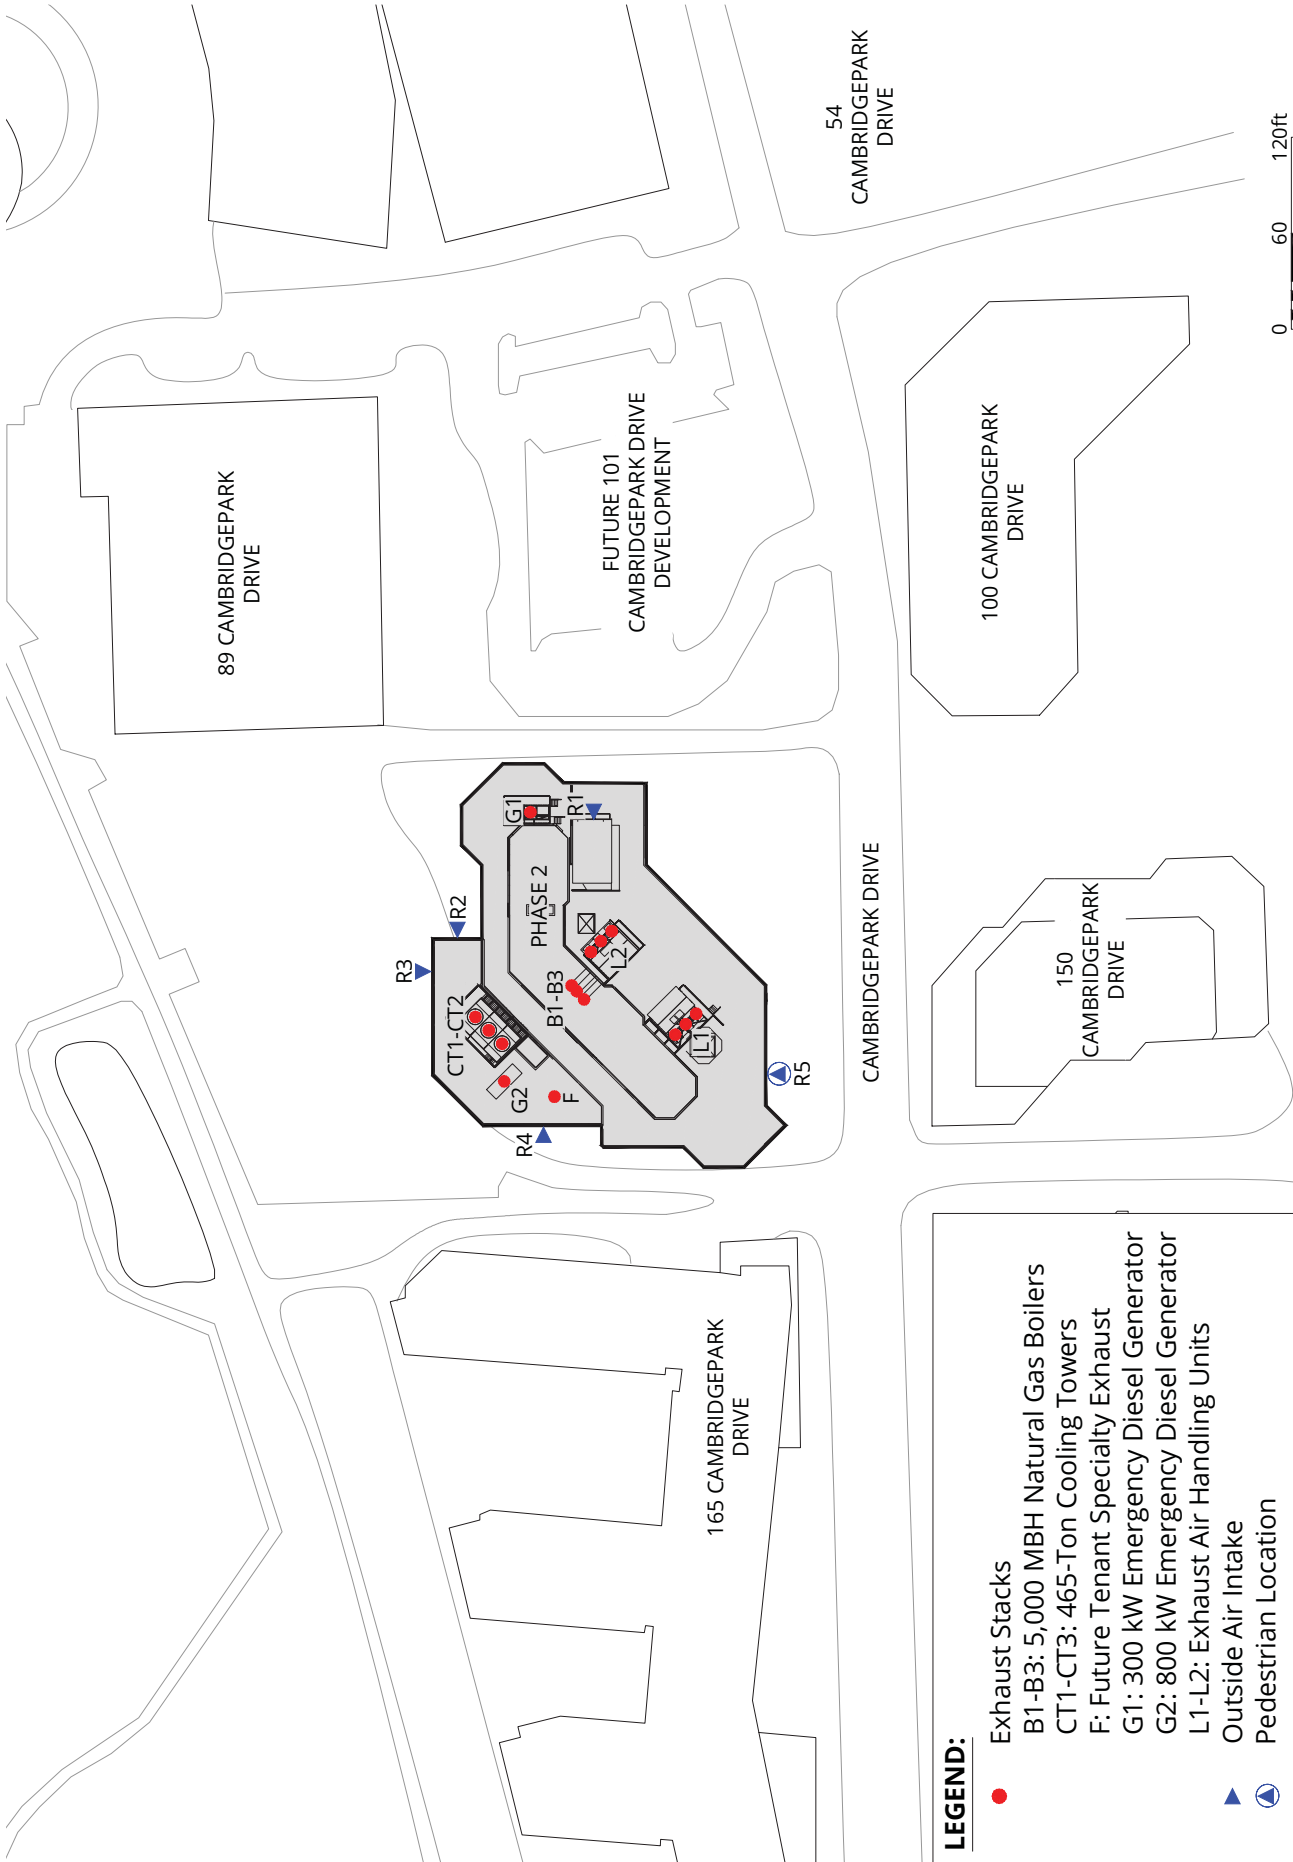 89 CAMBRIDGEPARK
DRIVE
54
CAMBRIDGEPARK
DRIVE
FUTURE 101
CAMBRIDGEPARK DRIVE
DEVELOPMENT
100 CAMBRIDGEPARK
DRIVE
R3
R2
CT1-CT2
G1
R1
PHASE 2
B1-B3
L2
G2
F
L1
R4
R5
CAMBRIDGEPARK DRIVE
150
CAMBRIDGEPARK
DRIVE
165 CAMBRIDGEPARK
DRIVE
0 60 120ft
LEGEND:
Exhaust Stacks
B1-B3: 5,000 MBH Natural Gas Boilers
CT1-CT3: 465-Ton Cooling Towers
F: Future Tenant Specialty Exhaust
G1: 300 kW Emergency Diesel Generator
G2: 800 kW Emergency Diesel Generator
L1-L2: Exhaust Air Handling Units
Outside Air Intake
Pedestrian Location